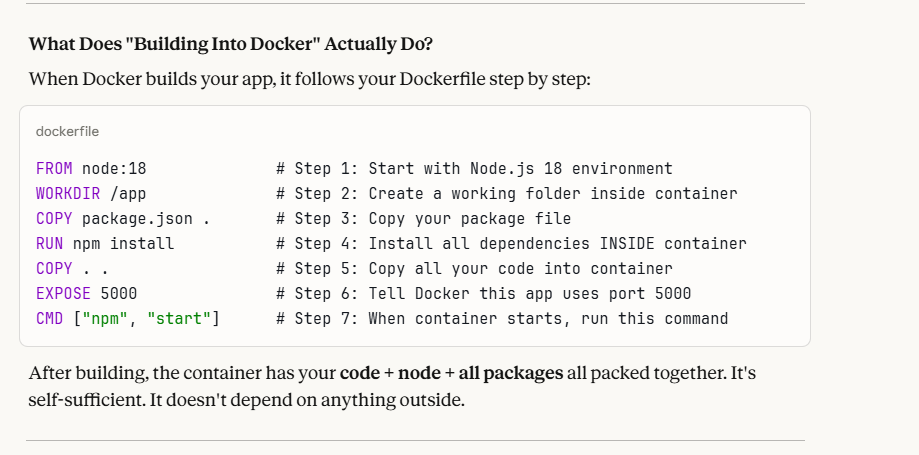 What Does "Building Into Docker" Actually Do?
When Docker builds your app, it follows your Dockerfile step by step:
dockerfile
FROM node:18 # Step 1: Start with Node.js 18 environment
WORKDIR /app # Step 2: Create a working folder inside container
COPY package.json . # Step 3: Copy your package file
RUN npm install # Step 4: Install all dependencies INSIDE container
COPY . . # Step 5: Copy all your code into container
EXPOSE 5000 # Step 6: Tell Docker this app uses port 5000
CMD ["npm", "start"] # Step 7: When container starts, run this command
After building, the container has your code + node + all packages all packed together. It's
self-sufficient. It doesn't depend on anything outside.